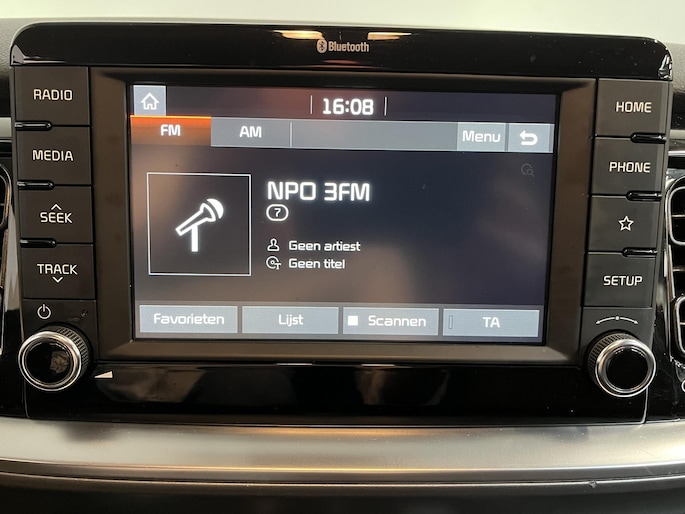 Bluetooth
RADIO
MEDIA
SEEK
TRACK
16:08
FM AM Menu
NPO 3FM
7
Geen artiest
Geen titel
Favorieten Lijst Scannen TA
HOME
PHONE
SETUP